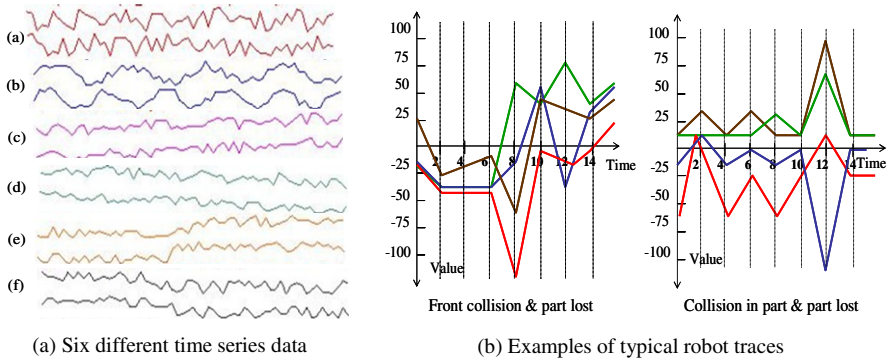 (a)
(b)
(c)
(d)
(e)
(f)
(a) Six different time series data
100
75
50
25
-25
-50
-75
-100
2 4 6 8 10 12 14
Time
Value
Front collision & part lost
100
75
50
25
-25
-50
-75
-100
2 4 6 8 10 12 14
Time
Value
Collision in part & part lost
(b) Examples of typical robot traces